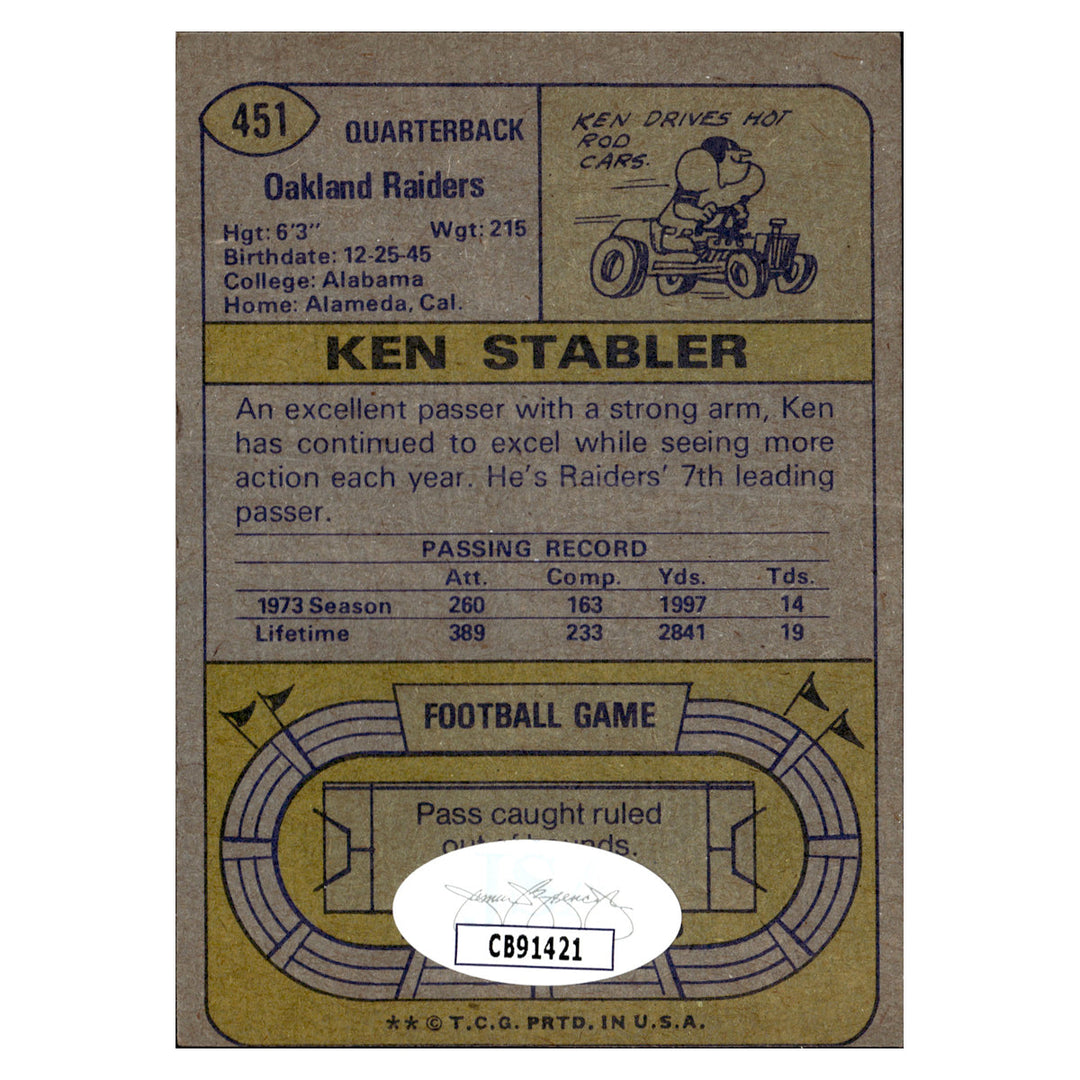 451
QUARTERBACK
Oakland Raiders
Hgt: 6'3" Wgt: 215
Birthdate: 12-25-45
College: Alabama
Home: Alameda, Cal.
KEN DRIVES HOT
ROD
CARS.
KEN STABLER
An excellent passer with a strong arm, Ken
has continued to excel while seeing more
action each year. He's Raiders' 7th leading
passer.
PASSING RECORD
Att. Comp. Yds. Tds.
1973 Season 260 163 1997 14
Lifetime 389 233 2841 19
FOOTBALL GAME
Pass caught ruled
out of bounds.
CB91421
** © T.C.G. PRTD. IN U.S.A.